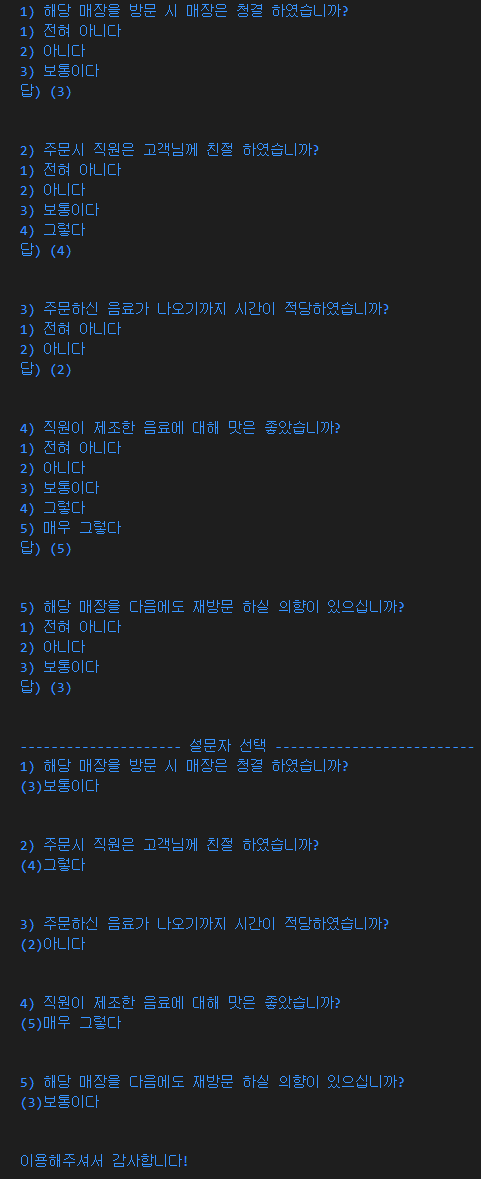 1) 해당 매장을 방문 시 매장은 청결 하였습니까?
1) 전혀 아니다
2) 아니다
3) 보통이다
답) (3)
2) 주문시 직원은 고객님께 친절 하였습니까?
1) 전혀 아니다
2) 아니다
3) 보통이다
4) 그렇다
답) (4)
3) 주문하신 음료가 나오기까지 시간이 적당하였습니까?
1) 전혀 아니다
2) 아니다
답) (2)
4) 직원이 제조한 음료에 대해 맛은 좋았습니까?
1) 전혀 아니다
2) 아니다
3) 보통이다
4) 그렇다
5) 매우 그렇다
답) (5)
5) 해당 매장을 다음에도 재방문 하실 의향이 있으십니까?
1) 전혀 아니다
2) 아니다
3) 보통이다
답) (3)
--------------------- 설문자 선택 --------------------------
1) 해당 매장을 방문 시 매장은 청결 하였습니까?
(3)보통이다
2) 주문시 직원은 고객님께 친절 하였습니까?
(4)그렇다
3) 주문하신 음료가 나오기까지 시간이 적당하였습니까?
(2)아니다
4) 직원이 제조한 음료에 대해 맛은 좋았습니까?
(5)매우 그렇다
5) 해당 매장을 다음에도 재방문 하실 의향이 있으십니까?
(3)보통이다
이용해주셔서 감사합니다!